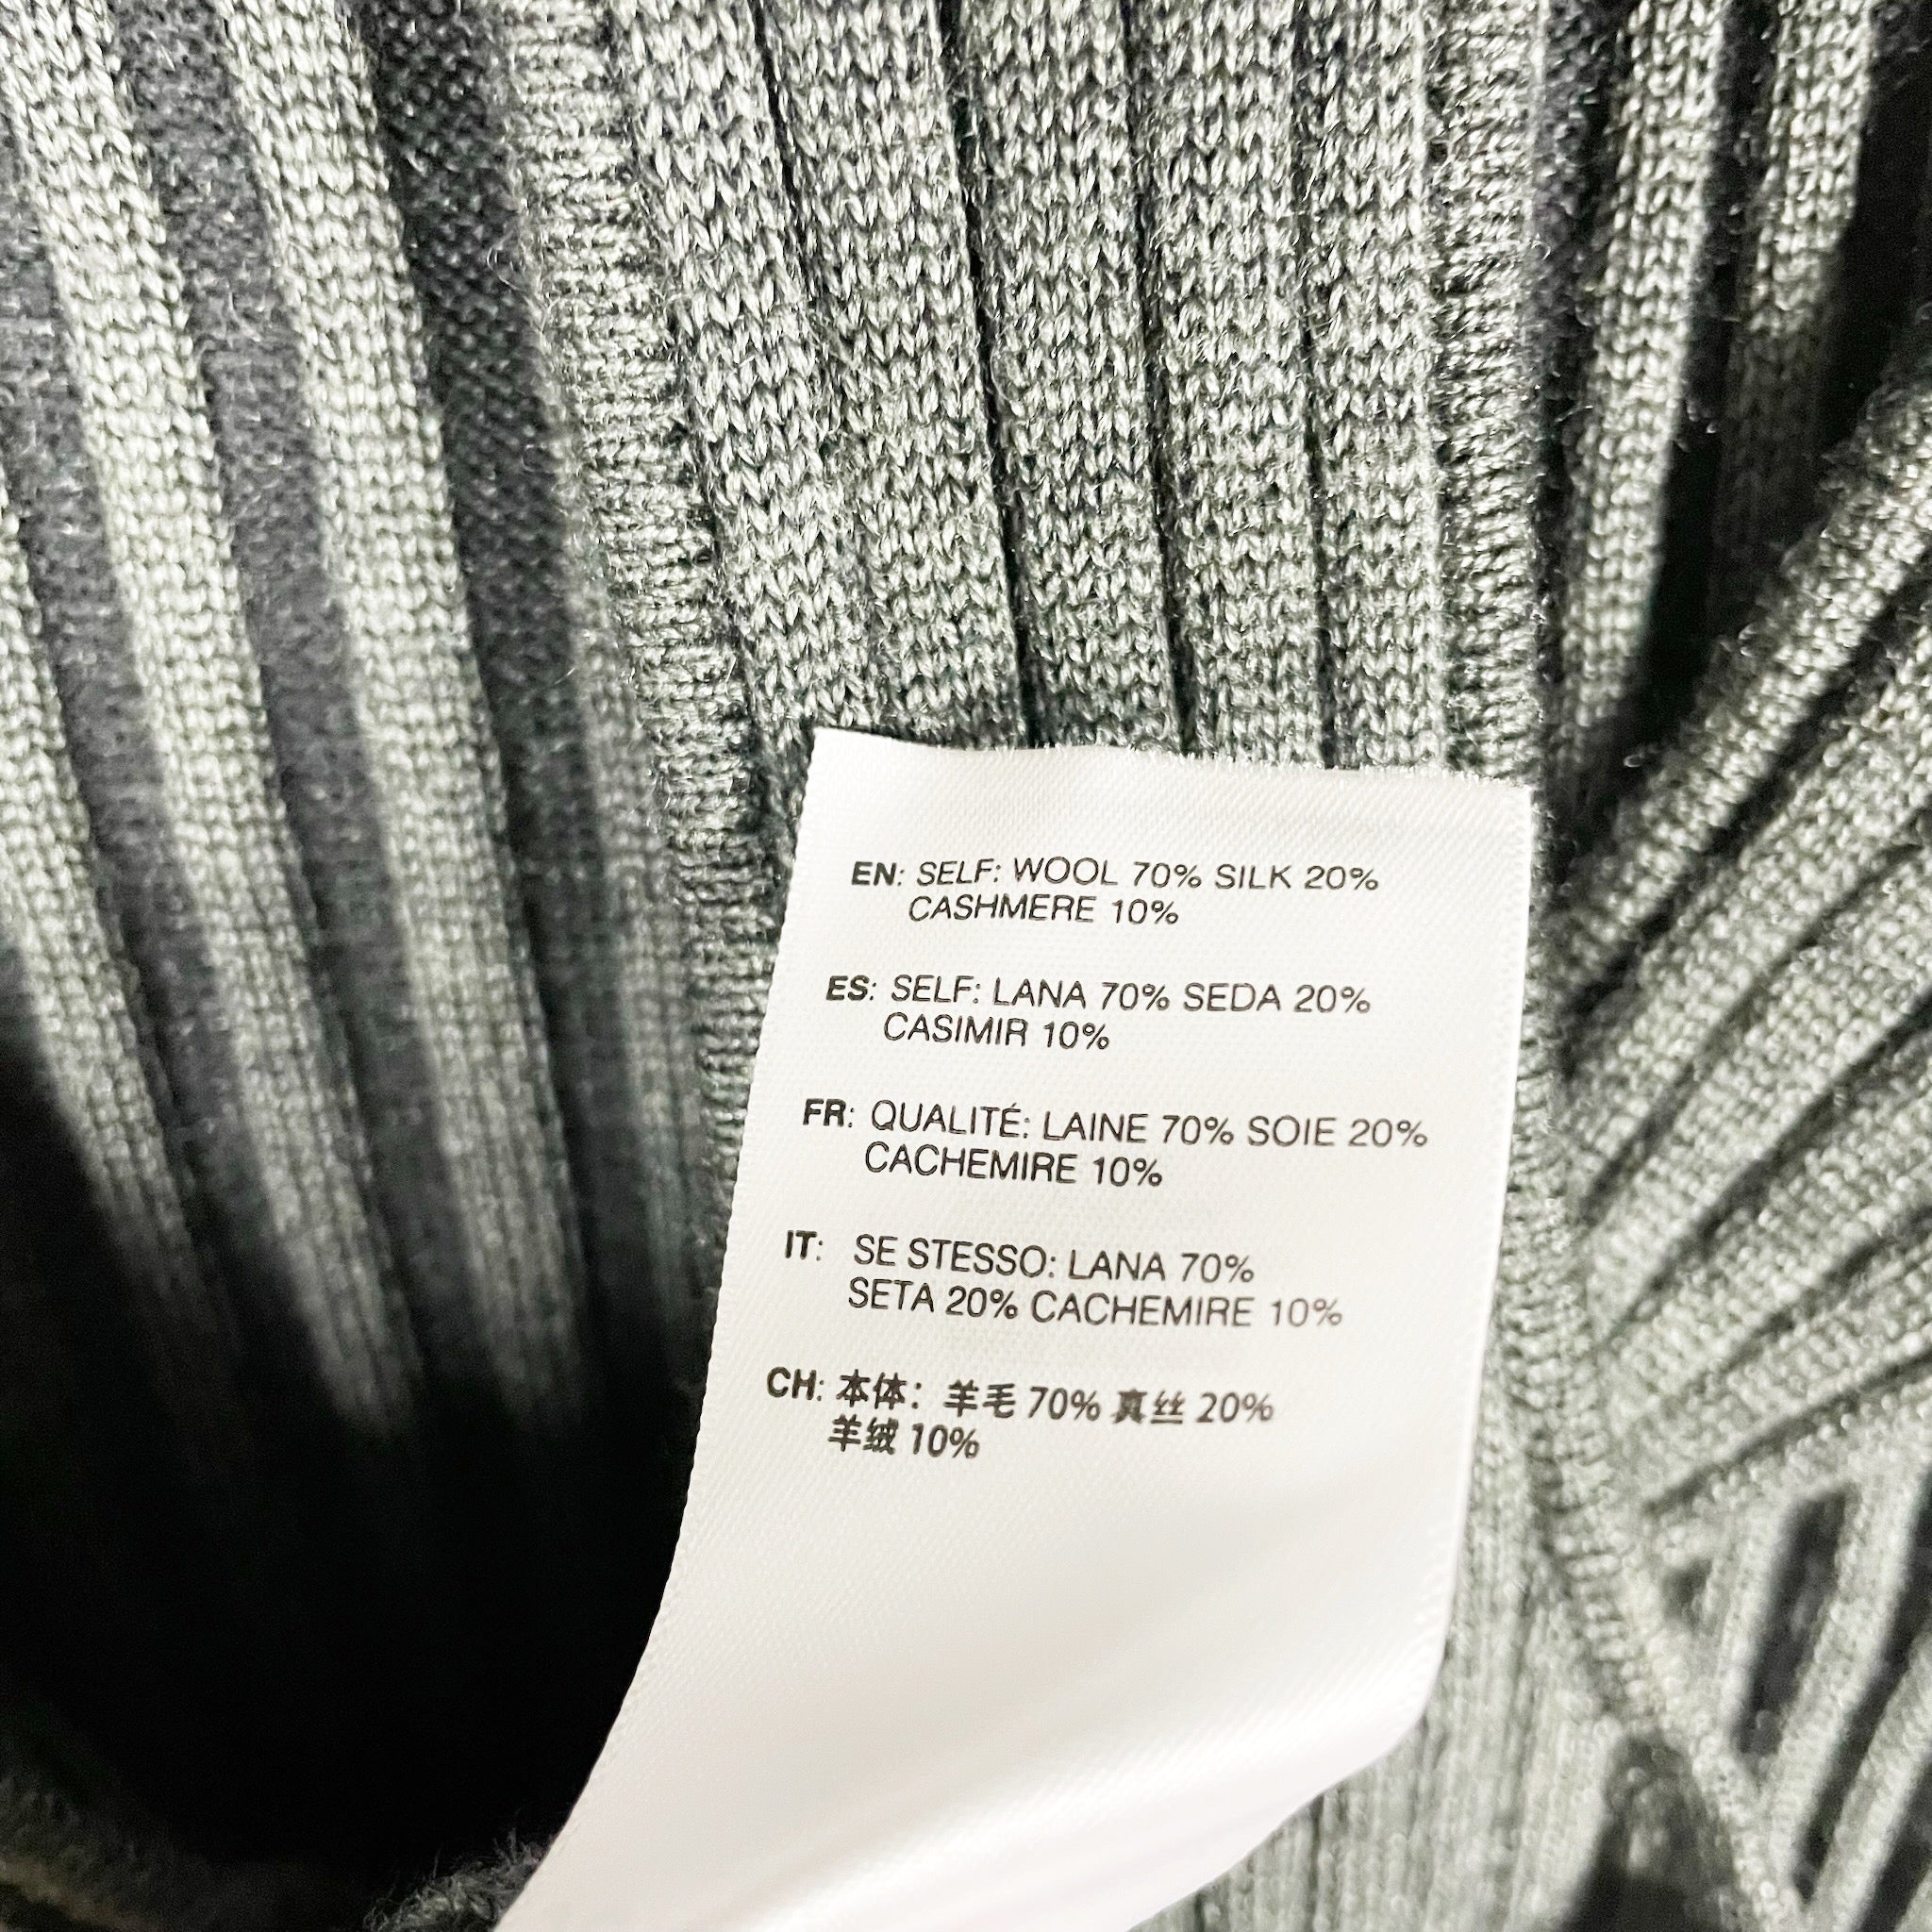 EN: SELF: WOOL 70% SILK 20%
CASHMERE 10%
ES: SELF: LANA 70% SEDA 20%
CASIMIR 10%
FR: QUALITÉ: LAINE 70% SOIE 20%
CACHEMIRE 10%
IT: SE STESSO: LANA 70%
SETA 20% CACHEMIRE 10%
CH: 本体：羊毛 70% 真丝 20%
羊绒 10%